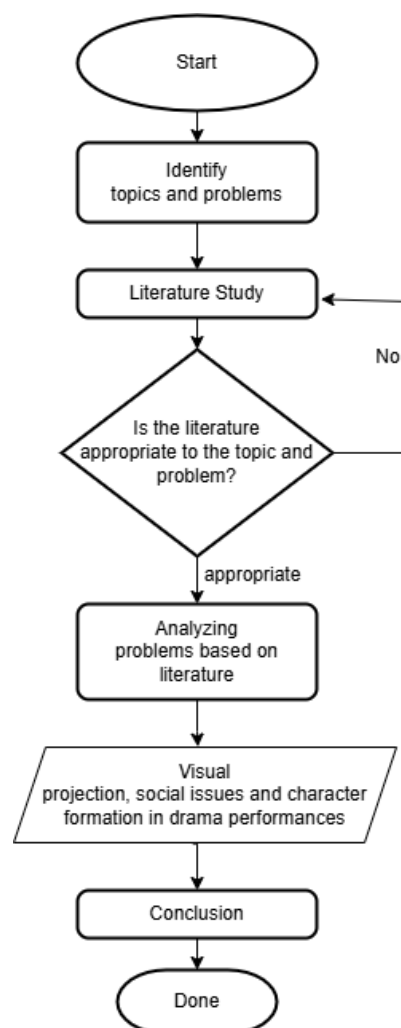 Start
Identify
topics and problems
Literature Study
No
Is the literature
appropriate to the topic and
problem?
appropriate
Analyzing
problems based on
literature
Visual
projection, social issues and character
formation in drama performances
Conclusion
Done